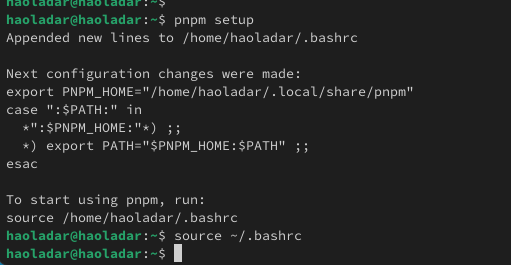 haoladar@haoladar:~$
haoladar@haoladar:~$ pnpm setup
Appended new lines to /home/haoladar/.bashrc

Next configuration changes were made:
export PNPM_HOME="/home/haoladar/.local/share/pnpm"
case ":$PATH:" in
  *":$PNPM_HOME:"*) ;;
  *) export PATH="$PNPM_HOME:$PATH" ;;
esac

To start using pnpm, run:
source /home/haoladar/.bashrc
haoladar@haoladar:~$ source ~/.bashrc
haoladar@haoladar:~$